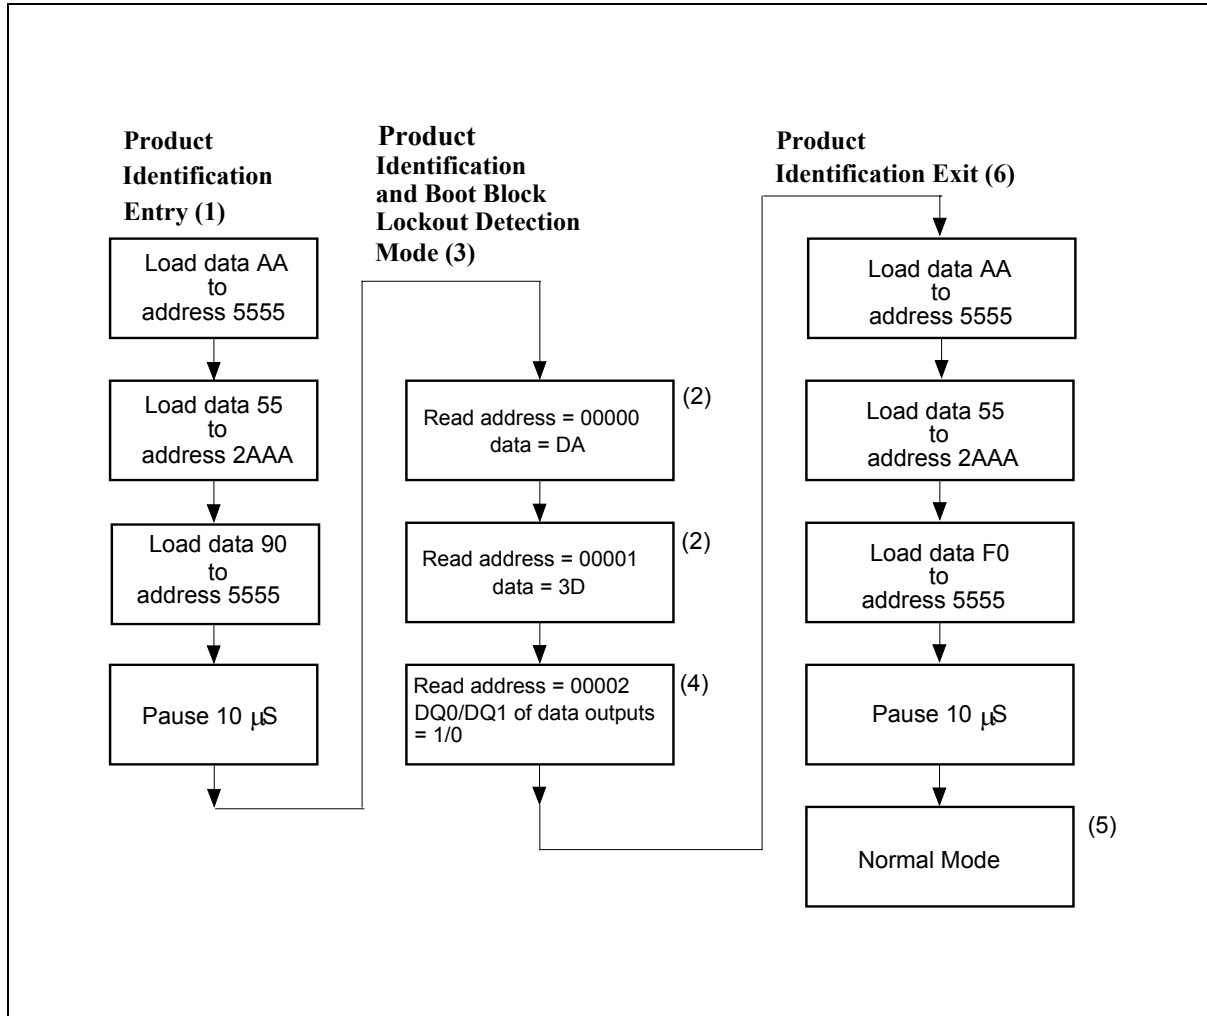 Product
Identification
Entry (1)
Load data AA
to
address 5555
Load data 55
to
address 2AAA
Load data 90
to
address 5555
Pause 10 µS
Product
Identification
and Boot Block
Lockout Detection
Mode (3)
Read address = 00000
data = DA
(2)
Read address = 00001
data = 3D
(2)
Read address = 00002
DQ0/DQ1 of data outputs
= 1/0
(4)
Product
Identification Exit (6)
Load data AA
to
address 5555
Load data 55
to
address 2AAA
Load data F0
to
address 5555
Pause 10 µS
Normal Mode
(5)